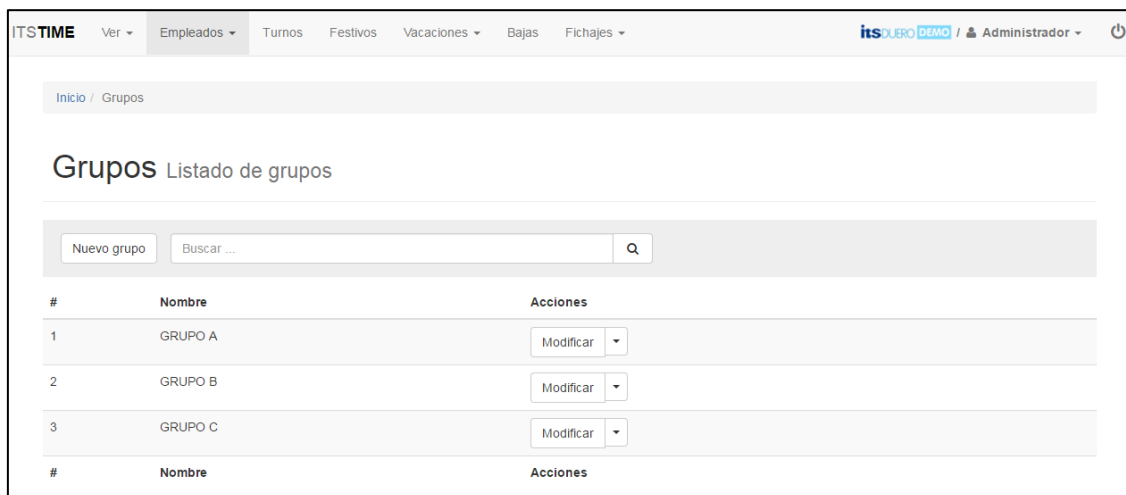 ITSTIME Ver Empleados Turnos Festivos Vacaciones Bajas Fichajes itsDUERO DEMO / Administrador
Inicio / Grupos
Grupos Listado de grupos
Nuevo grupo Buscar ...
# Nombre Acciones
1 GRUPO A Modificar
2 GRUPO B Modificar
3 GRUPO C Modificar
# Nombre Acciones